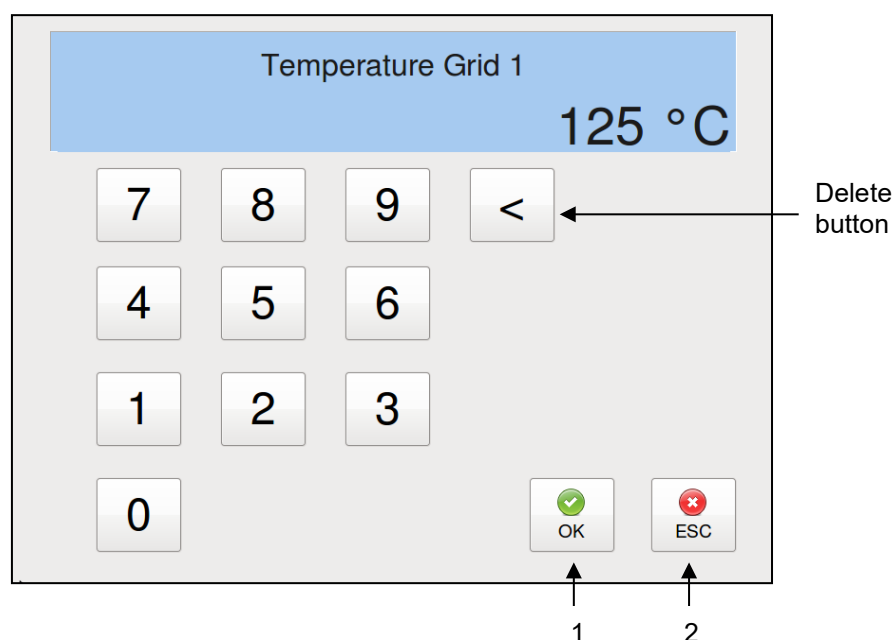 Temperature Grid 1
125 °C
7 8 9 <
Delete
button
4 5 6
1 2 3
0
OK ESC
1 2